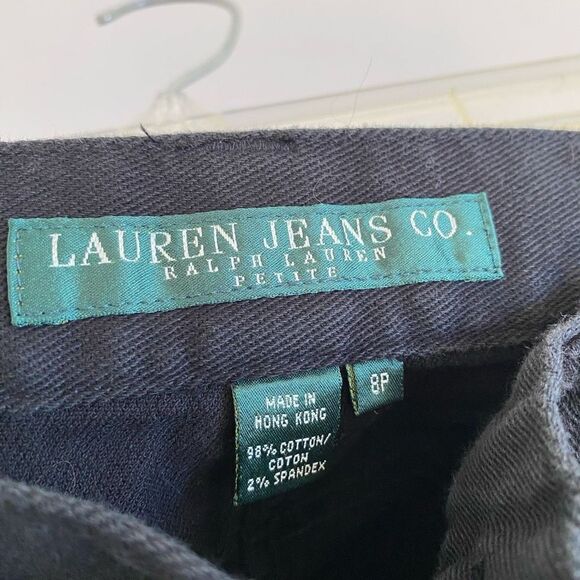 LAUREN JEANS CO.
RALPH LAUREN
PETITE
8P
MADE IN
HONG KONG
98% COTTON/
COTON
2% SPANDEX